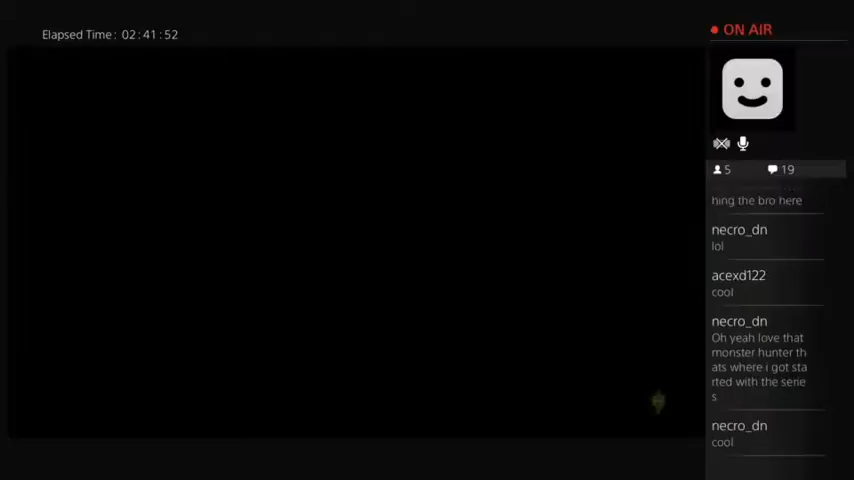 Elapsed Time: 02:41:52
ON AIR
5 19
hing the bro here
necro_dn
lol
acexd122
cool
necro_dn
Oh yeah love that
monster hunter th
ats where i got sta
rted with the serie
s
necro_dn
cool